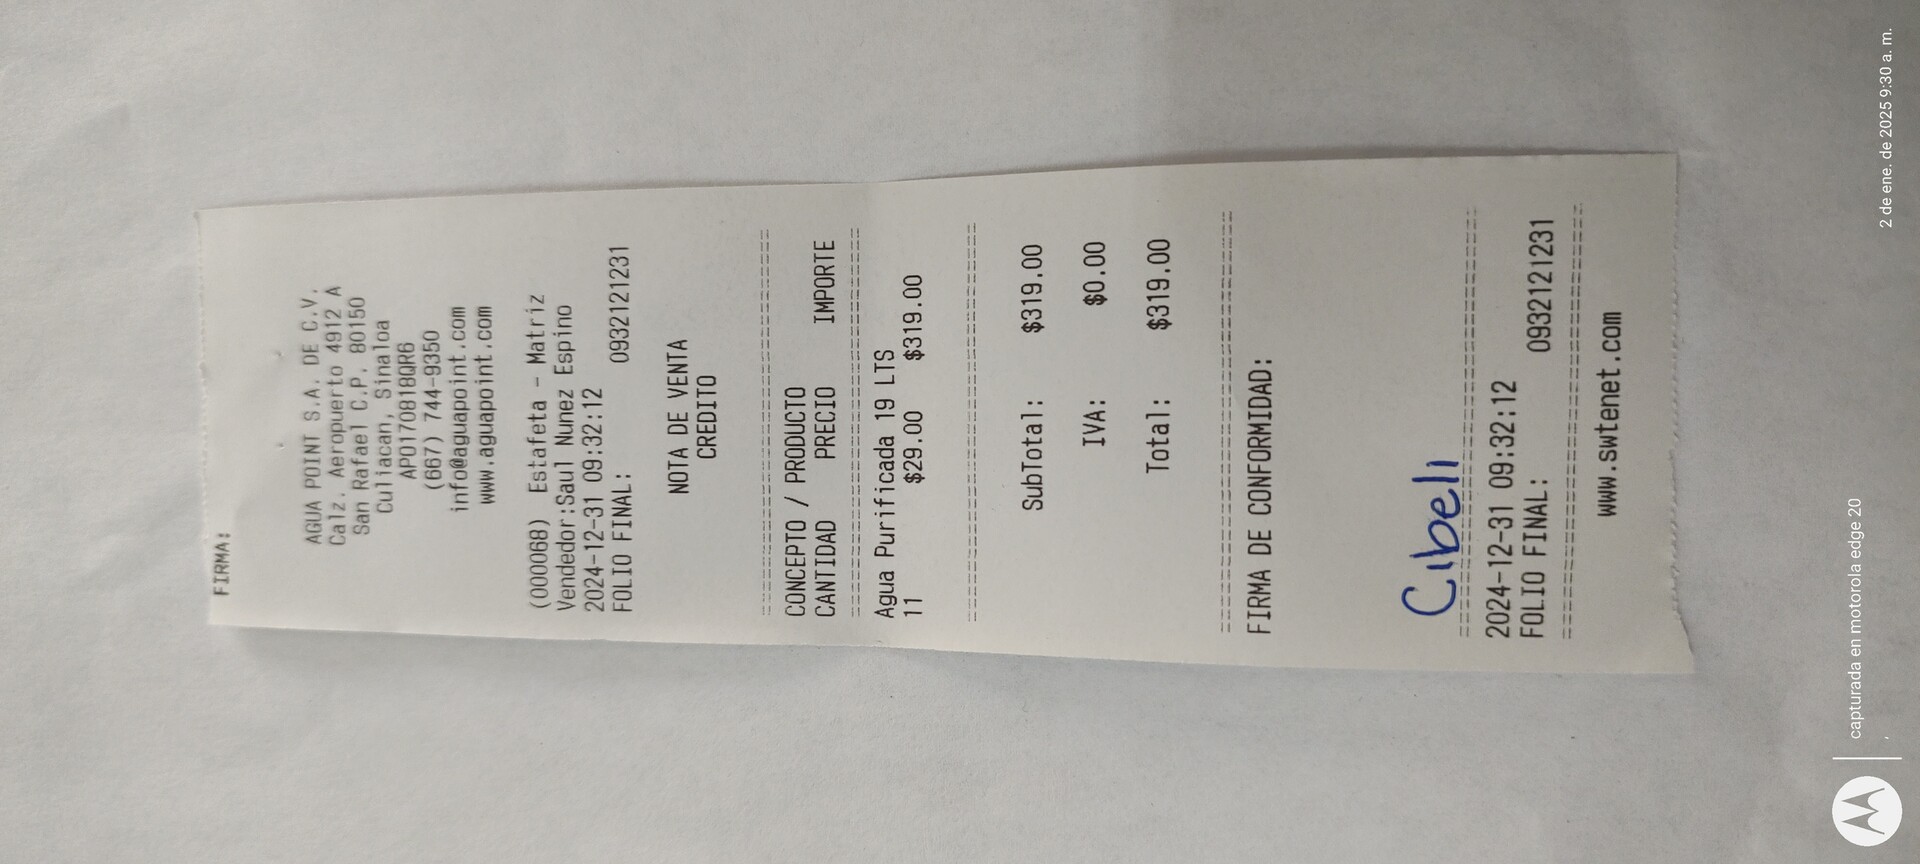 FIRMA:
AGUA POINT S.A. DE C.V.
Calz. Aeropuerto 4912 A
San Rafael C.P. 80150
Culiacan, Sinaloa
APO170818QR6
(667) 744-9350
info@aguapoint.com
www.aguapoint.com
(000068) Estafeta - Matriz
Vendedor:Saul Nunez Espino
2024-12-31 09:32:12
FOLIO FINAL: 0932121231
NOTA DE VENTA
CREDITO
CONCEPTO / PRODUCTO
CANTIDAD PRECIO IMPORTE
Agua Purificada 19 LTS
11 $29.00 $319.00
SubTotal: $319.00
IVA: $0.00
Total: $319.00
FIRMA DE CONFORMIDAD:
Cibeli
2024-12-31 09:32:12
FOLIO FINAL: 0932121231
www.swtenet.com
capturada en motorola edge 20
2 de ene. de 2025 9:30 a. m.